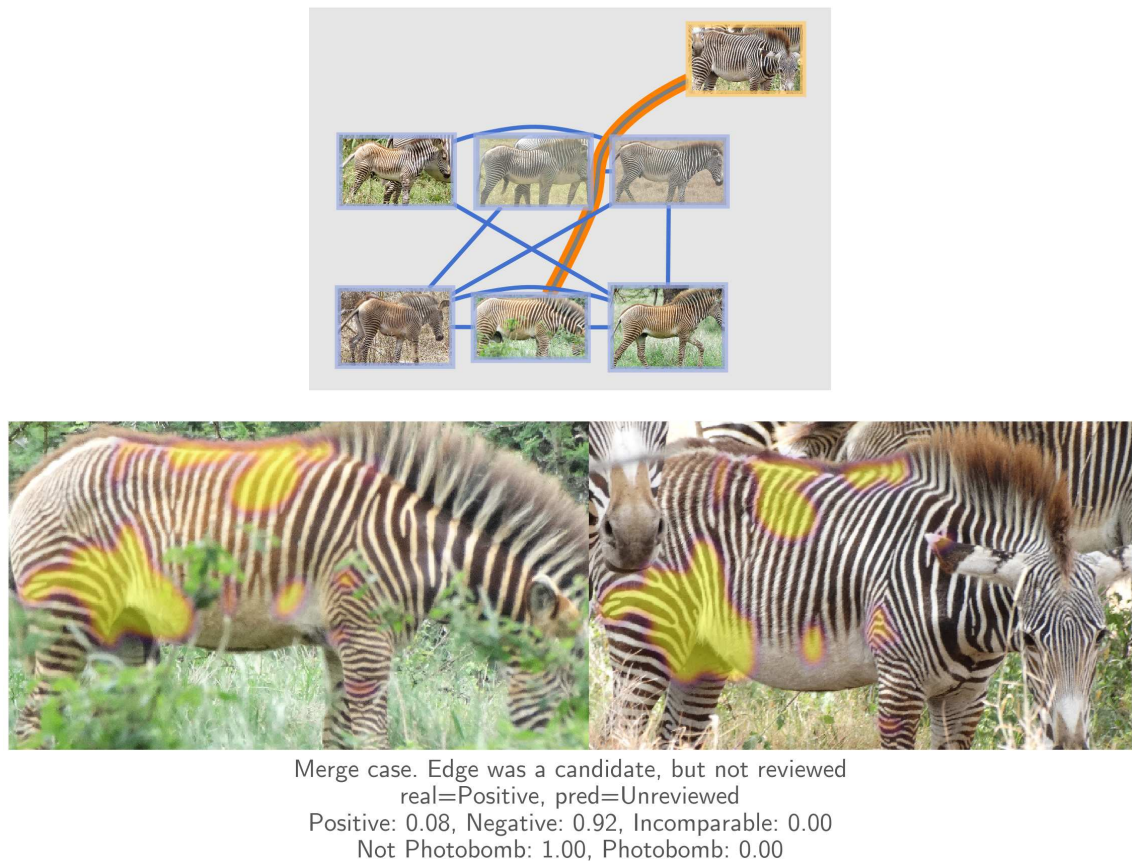 Merge case. Edge was a candidate, but not reviewed
real=Positive, pred=Unreviewed
Positive: 0.08, Negative: 0.92, Incomparable: 0.00
Not Photobomb: 1.00, Photobomb: 0.00